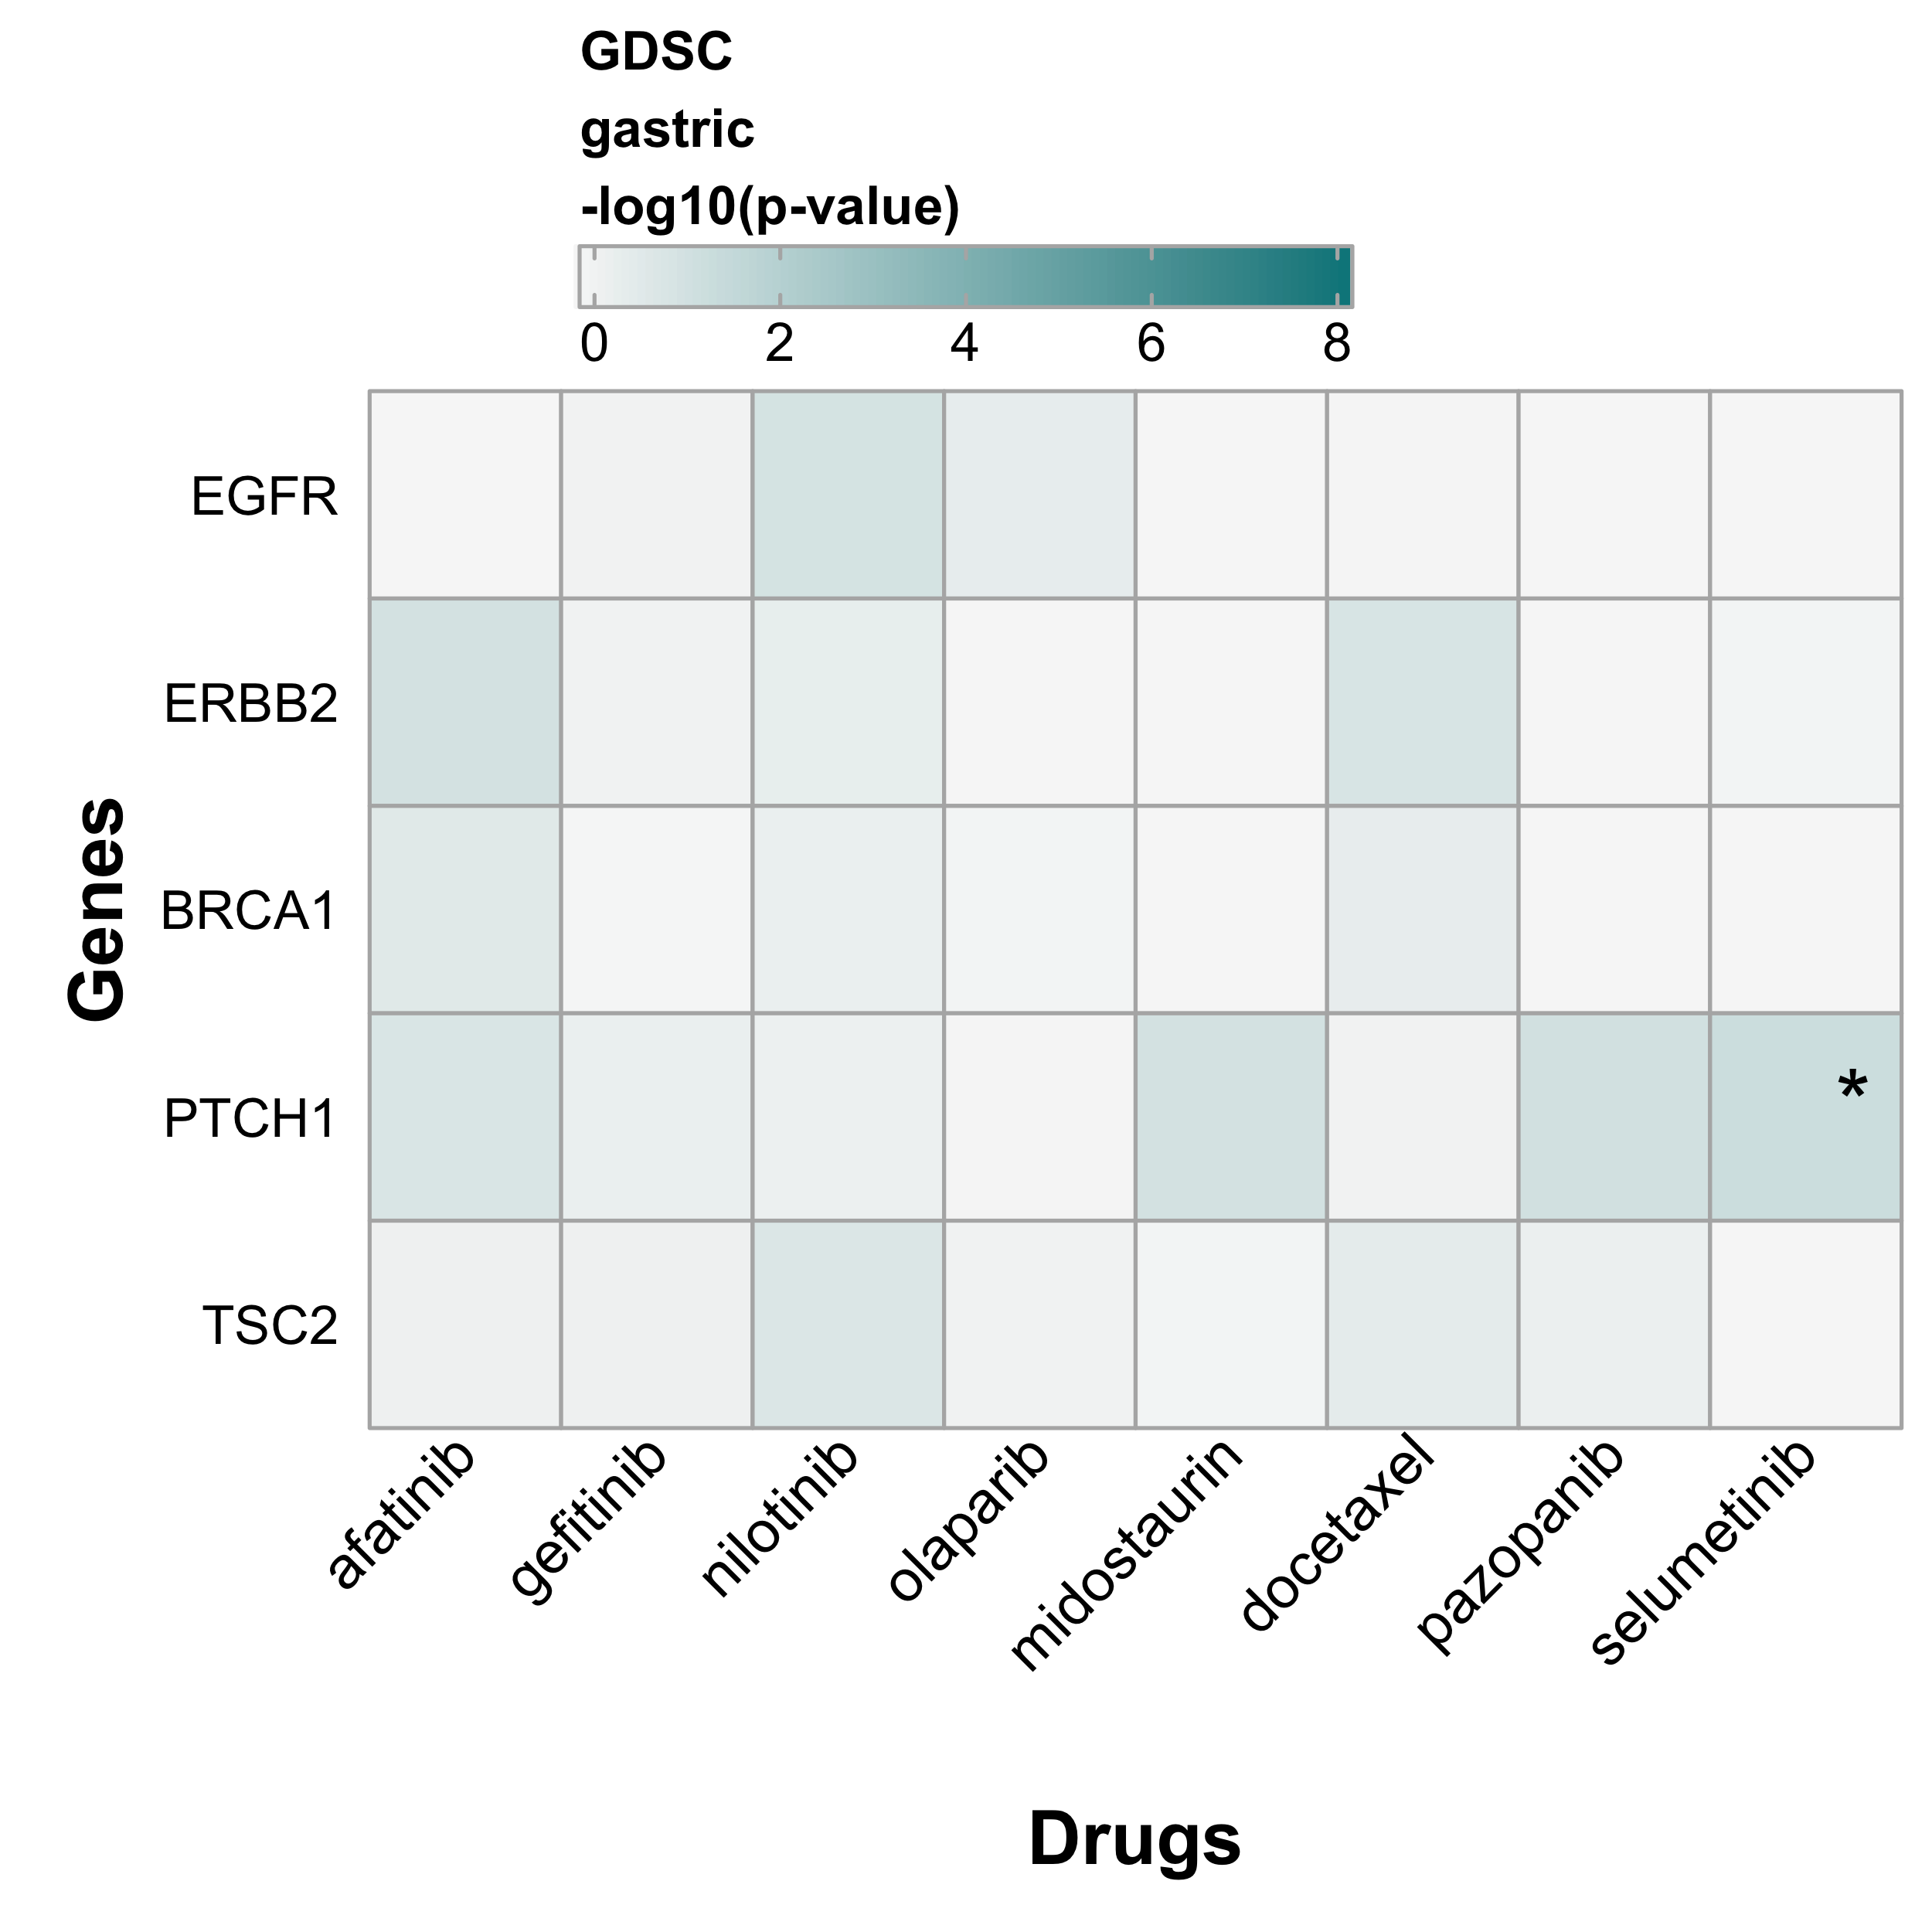 GDSC
gastric
-log10(p-value)
0 2 4 6 8
EGFR
ERBB2
BRCA1
PTCH1
*
TSC2
Genes
afatinib
gefitinib
nilotinib
olaparib
midostaurin
docetaxel
pazopanib
selumetinib
Drugs